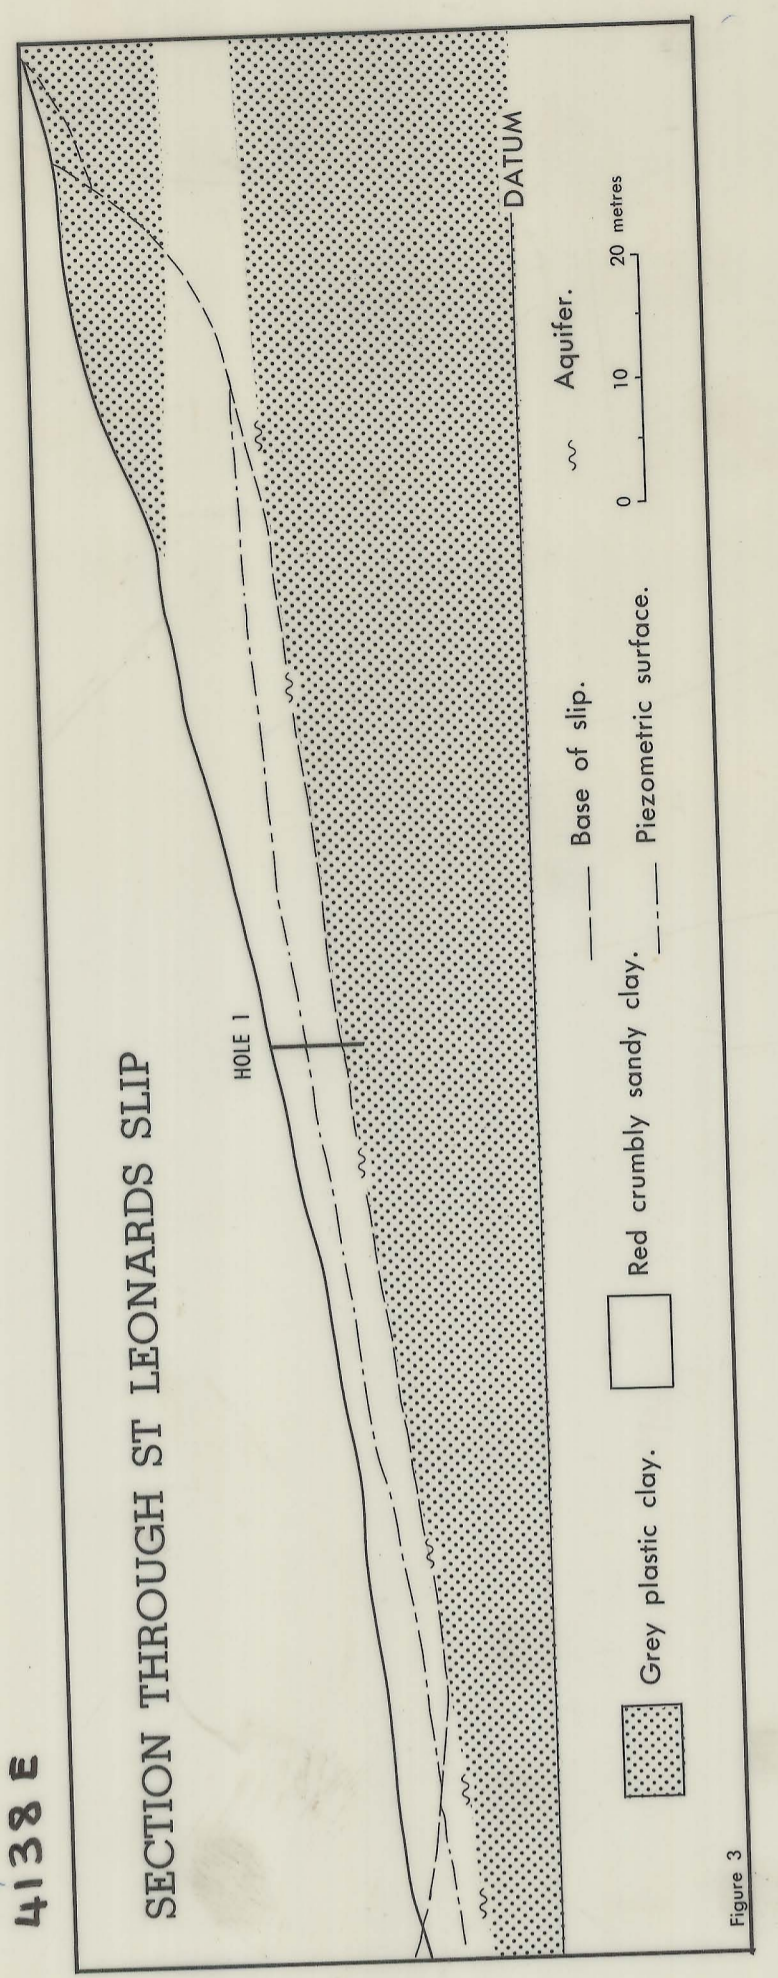 4138 E
SECTION THROUGH ST LEONARDS SLIP
HOLE 1
DATUM
Grey plastic clay.
Red crumbly sandy clay.
Base of slip.
Piezometric surface.
Aquifer.
0 10 20 metres
Figure 3